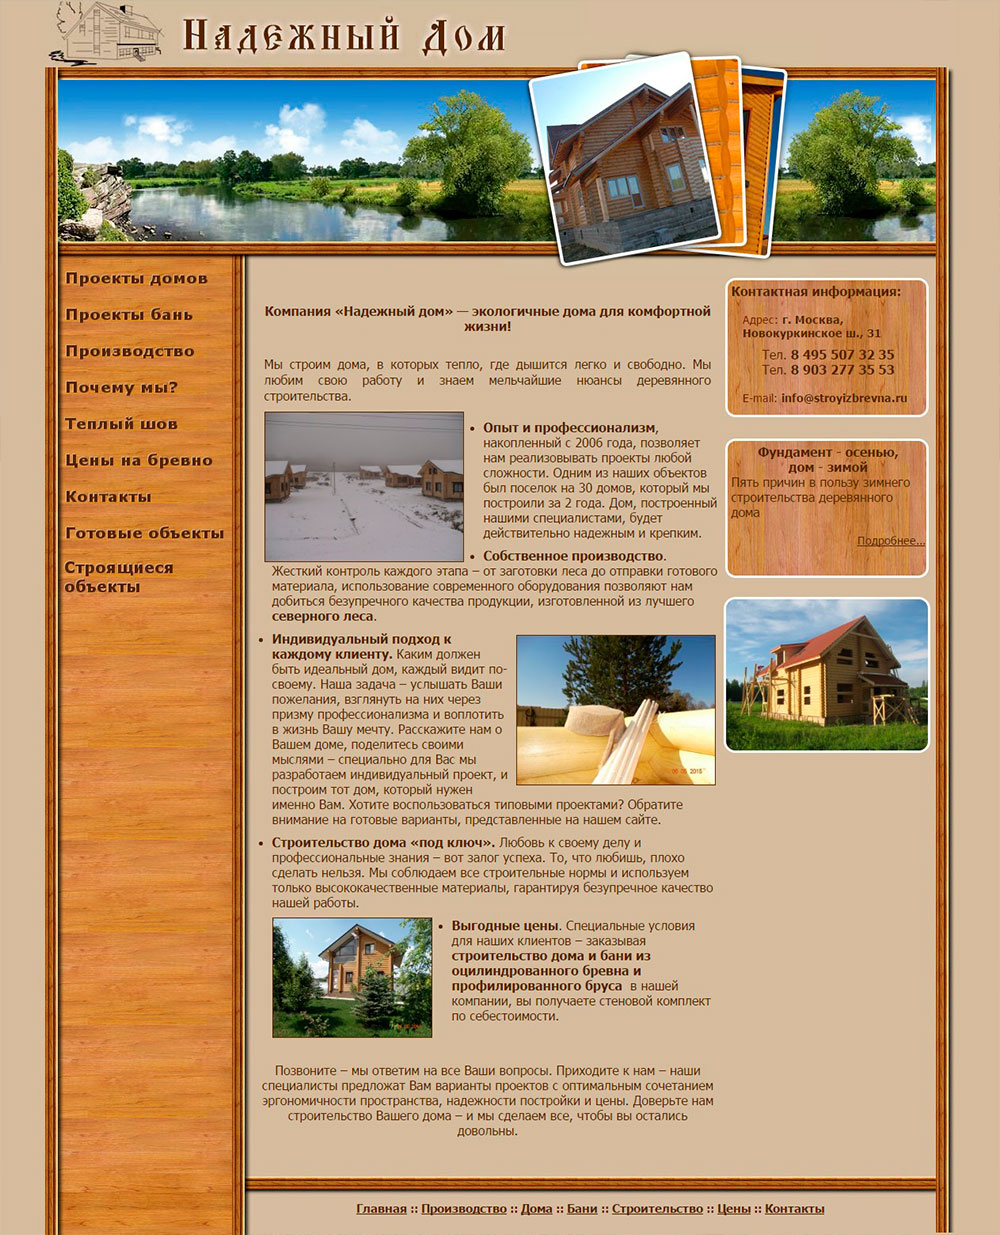 Надежный Дом
Проекты домов
Проекты бань
Производство
Почему мы?
Теплый шов
Цены на бревно
Контакты
Готовые объекты
Строящиеся
объекты
Компания «Надежный дом» — экологичные дома для комфортной
жизни!
Мы строим дома, в которых тепло, где дышится легко и свободно. Мы
любим свою работу и знаем мельчайшие нюансы деревянного
строительства.
• Опыт и профессионализм,
накопленный с 2006 года, позволяет
нам реализовывать проекты любой
сложности. Одним из наших объектов
был поселок на 30 домов, который мы
построили за 2 года. Дом, построенный
нашими специалистами, будет
действительно надежным и крепким.
• Собственное производство.
Жесткий контроль каждого этапа – от заготовки леса до отправки готового
материала, использование современного оборудования позволяют нам
добиться безупречного качества продукции, изготовленной из лучшего
северного леса.
• Индивидуальный подход к
каждому клиенту. Каким должен
быть идеальный дом, каждый видит по-
своему. Наша задача – услышать Ваши
пожелания, взглянуть на них через
призму профессионализма и воплотить
в жизнь Вашу мечту. Расскажите нам о
Вашем доме, поделитесь своими
мыслями – специально для Вас мы
разработаем индивидуальный проект, и
построим тот дом, который нужен
именно Вам. Хотите воспользоваться типовыми проектами? Обратите
внимание на готовые варианты, представленные на нашем сайте.
• Строительство дома «под ключ». Любовь к своему делу и
профессиональные знания – вот залог успеха. То, что любишь, плохо
сделать нельзя. Мы соблюдаем все строительные нормы и используем
только высококачественные материалы, гарантируя безупречное качество
нашей работы.
• Выгодные цены. Специальные условия
для наших клиентов – заказывая
строительство дома и бани из
оцилиндрованного бревна и
профилированного бруса в нашей
компании, вы получаете стеновой комплект
по себестоимости.
Позвоните – мы ответим на все Ваши вопросы. Приходите к нам – наши
специалисты предложат Вам варианты проектов с оптимальным сочетанием
эргономичности пространства, надежности постройки и цены. Доверьте нам
строительство Вашего дома – и мы сделаем все, чтобы вы остались
довольны.
Контактная информация:
Адрес: г. Москва,
Новокуркинское ш., 31
Тел. 8 495 507 32 35
Тел. 8 903 277 35 53
E-mail: info@stroyizbrevna.ru
Фундамент - осенью,
дом - зимой
Пять причин в пользу зимнего
строительства деревянного
дома
Подробнее...
Главная :: Производство :: Дома :: Бани :: Строительство :: Цены :: Контакты